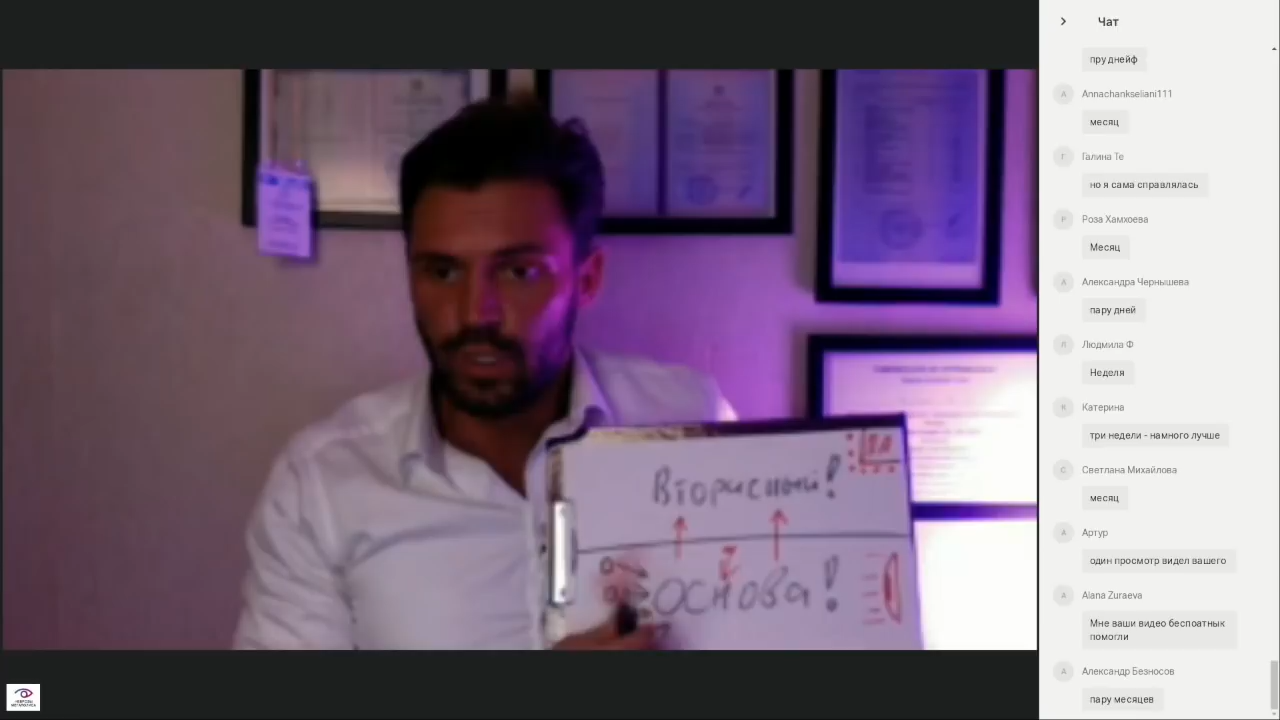 Чат
пру днейф
A
Annachankseliani111
месяц
Г
Галина Те
но я сама справлялась
Р
Роза Хамхоева
Месяц
А
Александра Чернышева
пару дней
Л
Людмила Ф
Неделя
К
Катерина
три недели - намного лучше
С
Светлана Михайлова
месяц
А
Артур
один просмотр видел вашего
A
Alana Zuraeva
Мне ваши видео беспоатнык
помогли
А
Александр Безносов
пару месяцев
Вторисный!
ОСНОВа!